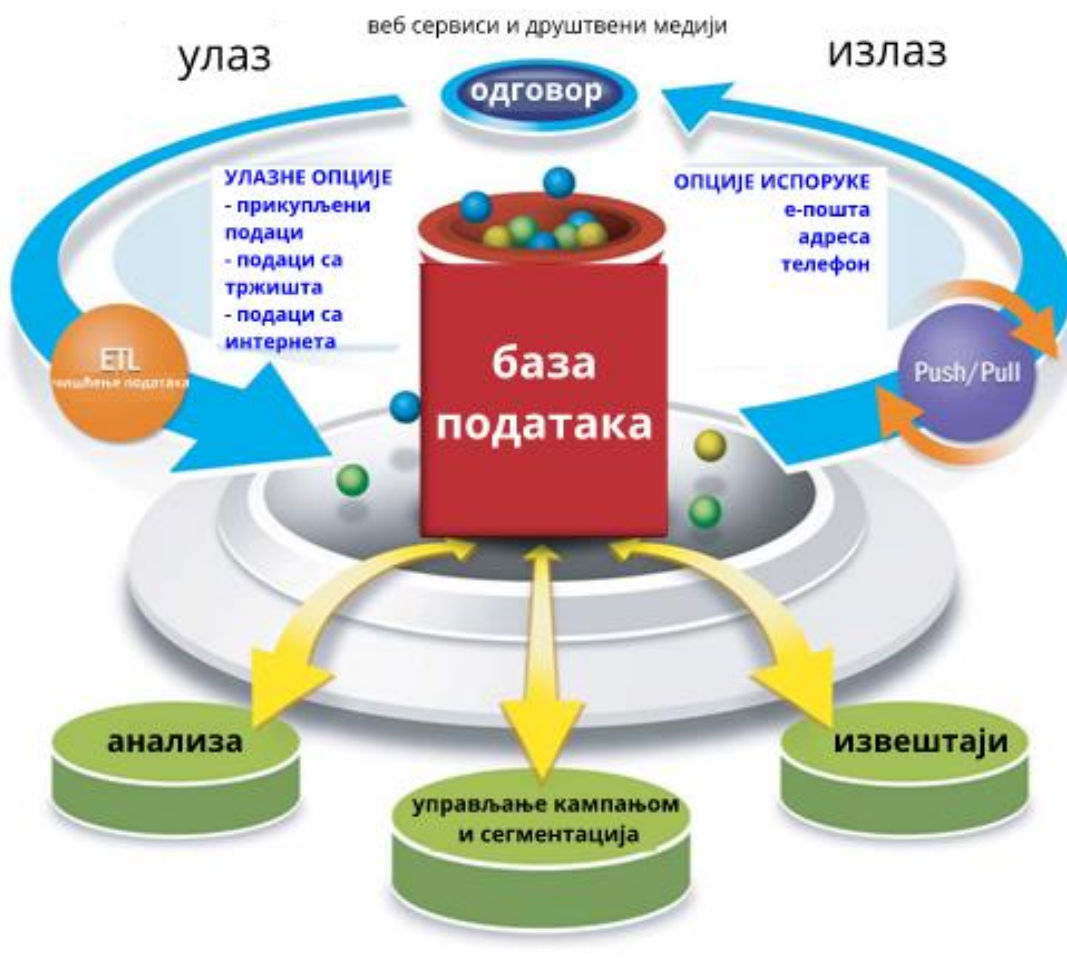 веб сервиси и друштвени медији
улаз
излаз
одговор
УЛАЗНЕ ОПЦИЈЕ
- прикупљени
подаци
- подаци са
тржишта
- подаци са
интернета
ОПЦИЈЕ ИСПОРУКЕ
е-пошта
адреса
телефон
ETL
чишћење података
база
података
Push/Pull
анализа
управљање кампањом
и сегментација
извештаји